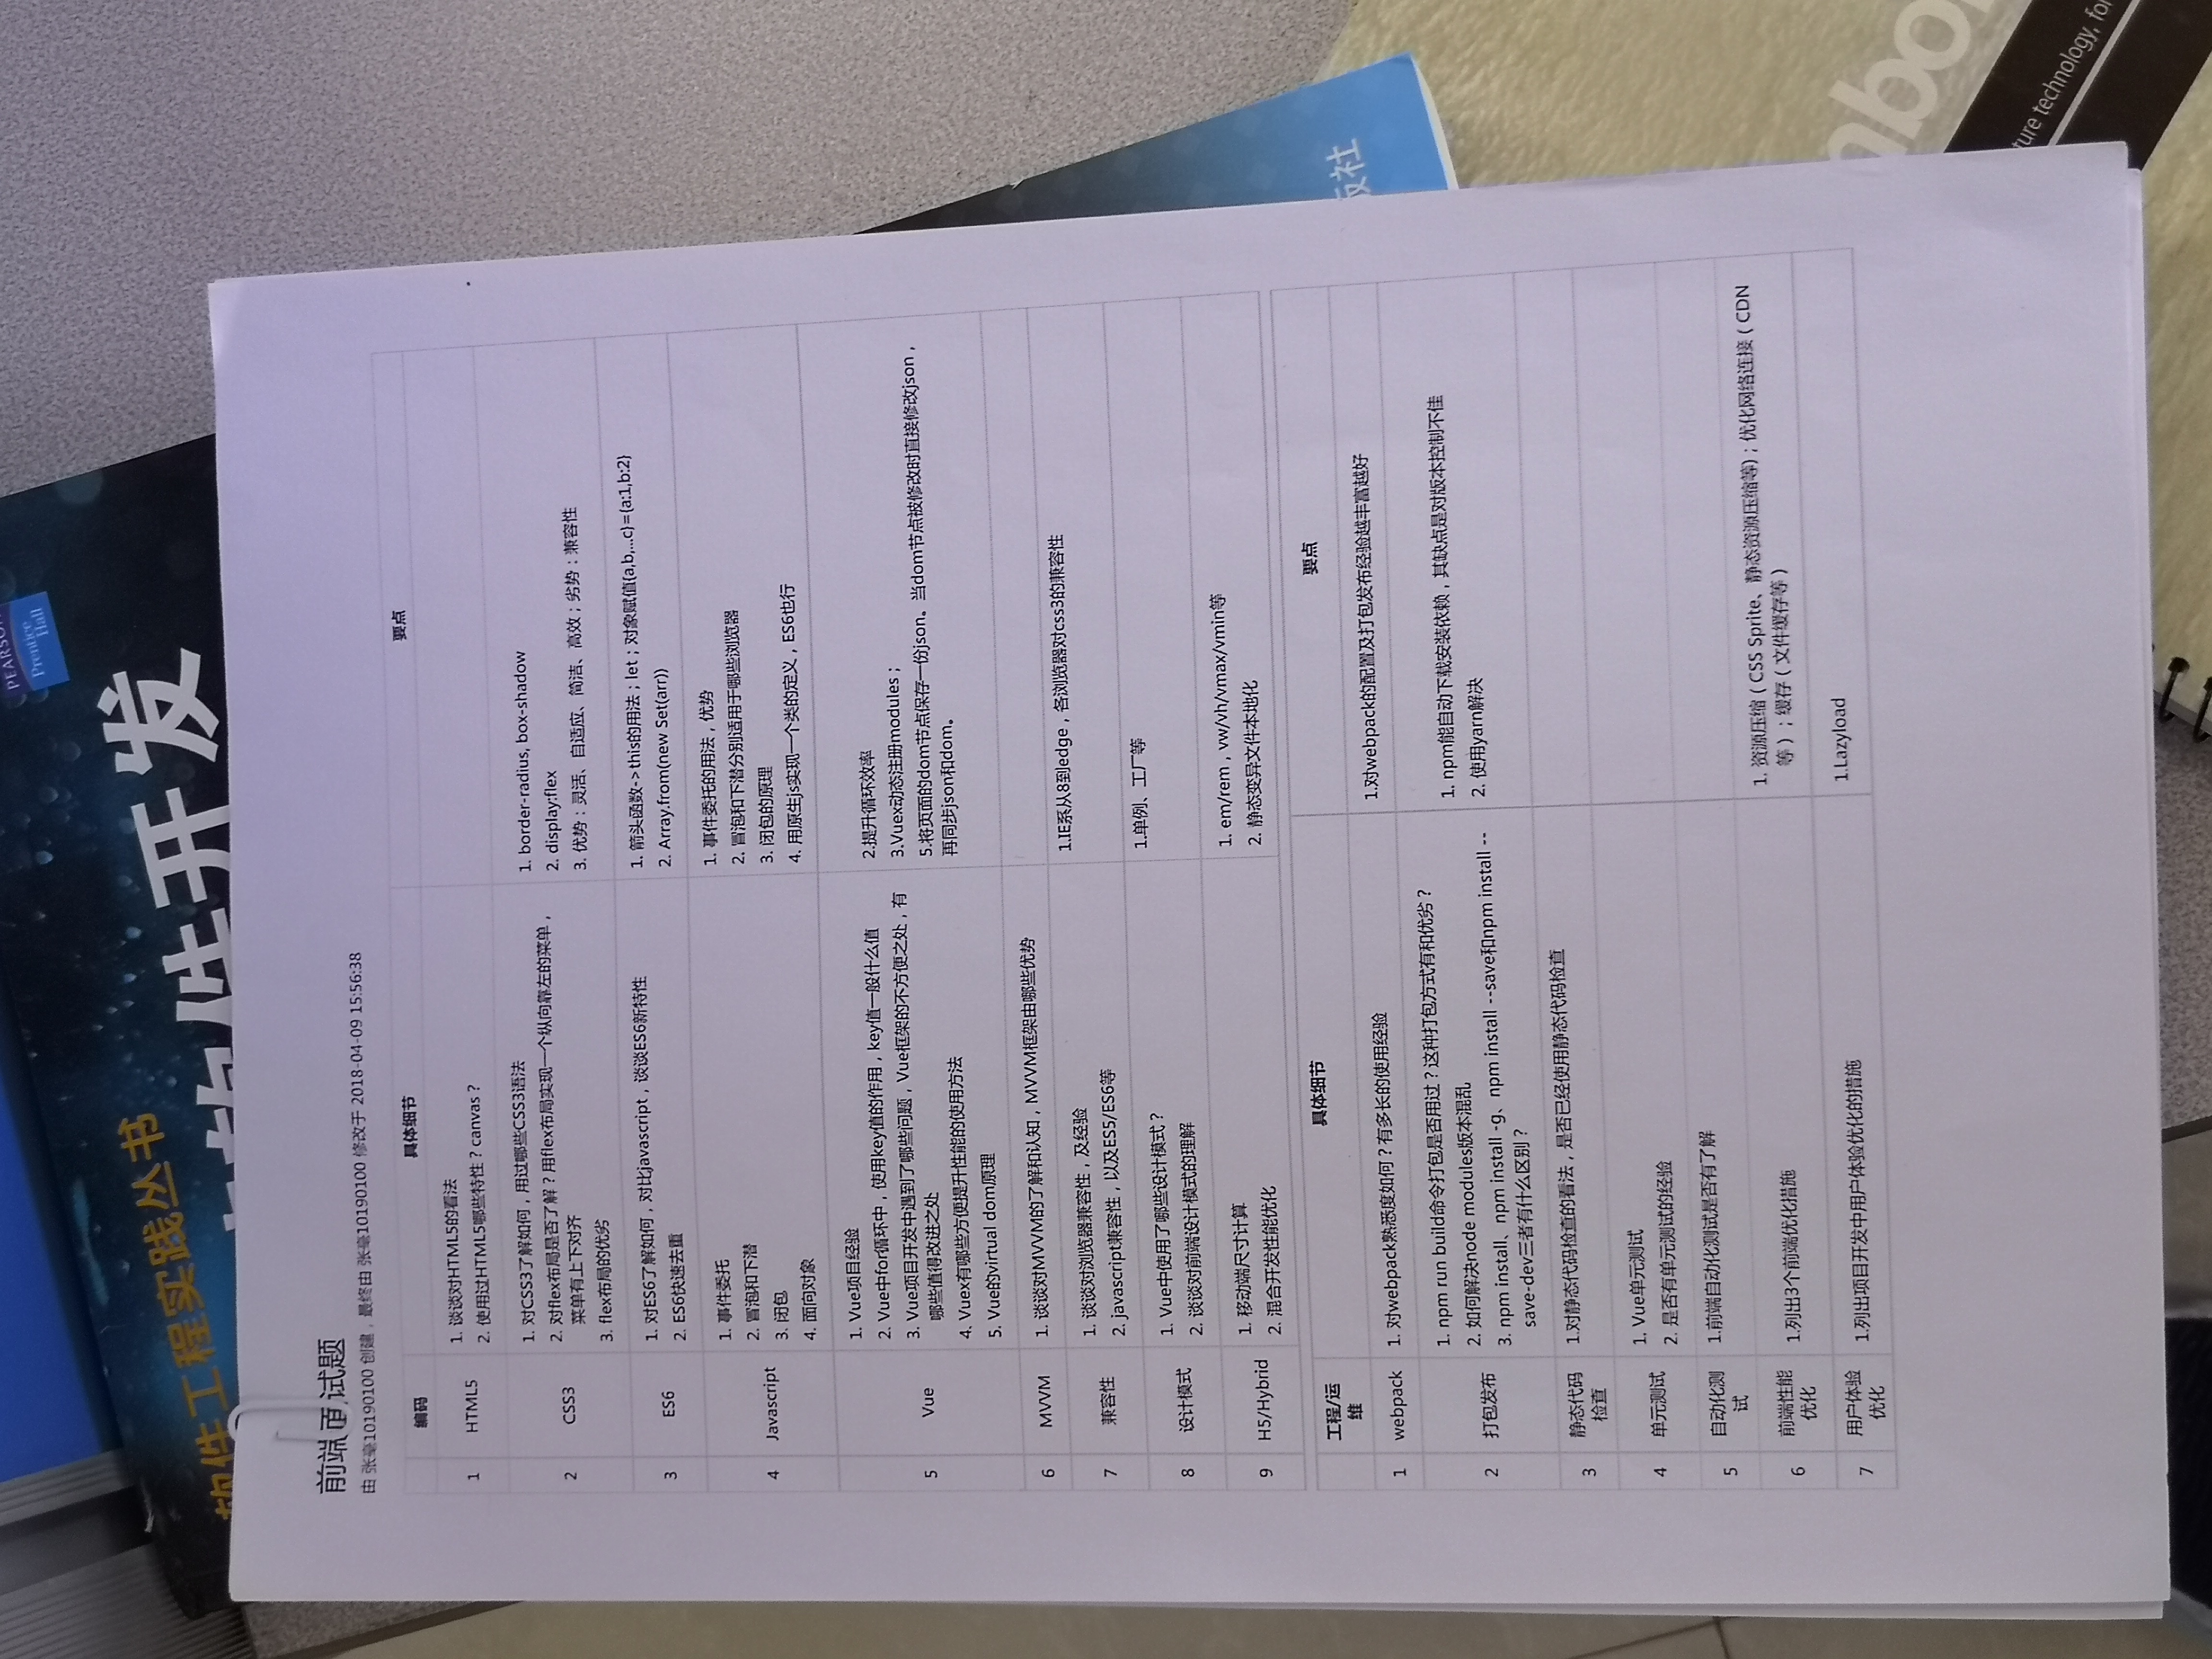 前端面试题
由 张毫10190100 创建，最终由 张毫10190100 修改于 2018-04-09 15:56:38
编码 具体细节 要点
1 HTML5
1. 谈谈对HTML5的看法
2. 使用过HTML5哪些特性？canvas？
2 CSS3
1. 对CSS3了解如何，用过哪些CSS3语法
2. 对flex布局是否了解？用flex布局实现一个纵向靠左的菜单，
菜单有上下对齐
3. flex布局的优劣
1. border-radius, box-shadow
2. display:flex
3. 优势：灵活、自适应、简洁、高效；劣势：兼容性
3 ES6
1. 对ES6了解如何，对比javascript，谈谈ES6新特性
2. ES6快速去重
1. 箭头函数->this的用法；let；对象赋值{a,b,...c}={a:1,b:2}
2. Array.from(new Set(arr))
4 Javascript
1. 事件委托
2. 冒泡和下潜
3. 闭包
4. 面向对象
1. 事件委托的用法，优势
2. 冒泡和下潜分别适用于哪些浏览器
3. 闭包的原理
4. 用原生js实现一个类的定义，ES6也行
5 Vue
1. Vue项目经验
2. Vue中for循环中，使用key值的作用，key值一般什么值
3. Vue项目开发中遇到了哪些问题，Vue框架的不方便之处，有
哪些值得改进之处
4. Vuex有哪些方便提升性能的使用方法
5. Vue的virtual dom原理
2.提升循环效率
3.Vuex动态注册modules；
5.将页面的dom节点保存一份json。当dom节点被修改时直接修改json，
再同步json和dom。
6 MVVM
1. 谈谈对MVVM的了解和认知，MVVM框架由哪些优势
7 兼容性
1. 谈谈对浏览器兼容性，及经验
2. javascript兼容性，以及ES5/ES6等
1.IE系从8到edge，各浏览器对css3的兼容性
8 设计模式
1. Vue中使用了哪些设计模式？
2. 谈谈对前端设计模式的理解
1.单例、工厂等
9 H5/Hybrid
1. 移动端尺寸计算
2. 混合开发性能优化
1. em/rem，vw/vh/vmax/vmin等
2. 静态变异文件本地化
工程/运
维
具体细节 要点
1 webpack
1. 对webpack熟悉度如何？有多长的使用经验
1.对webpack的配置及打包发布经验越丰富越好
2 打包发布
1. npm run build命令打包是否用过？这种打包方式有和优劣？
2. 如何解决node modules版本混乱
3. npm install、npm install -g、npm install --save和npm install --
save-dev三者有什么区别？
1. npm能自动下载安装依赖，其缺点是对版本控制不佳
2. 使用yarn解决
3 静态代码
检查
1.对静态代码检查的看法，是否已经使用静态代码检查
4 单元测试
1. Vue单元测试
2. 是否有单元测试的经验
5 自动化测
试
1.前端自动化测试是否有了解
6 前端性能
优化
1.列出3个前端优化措施
1. 资源压缩（CSS Sprite、静态资源压缩等）；优化网络连接（CDN
等）；缓存（文件缓存等）
7 用户体验
优化
1.列出项目开发中用户体验优化的措施
1.Lazyload
软件工程实践丛书
件开发
PEARSON
Prentice
Hall
版社
ture technology, for